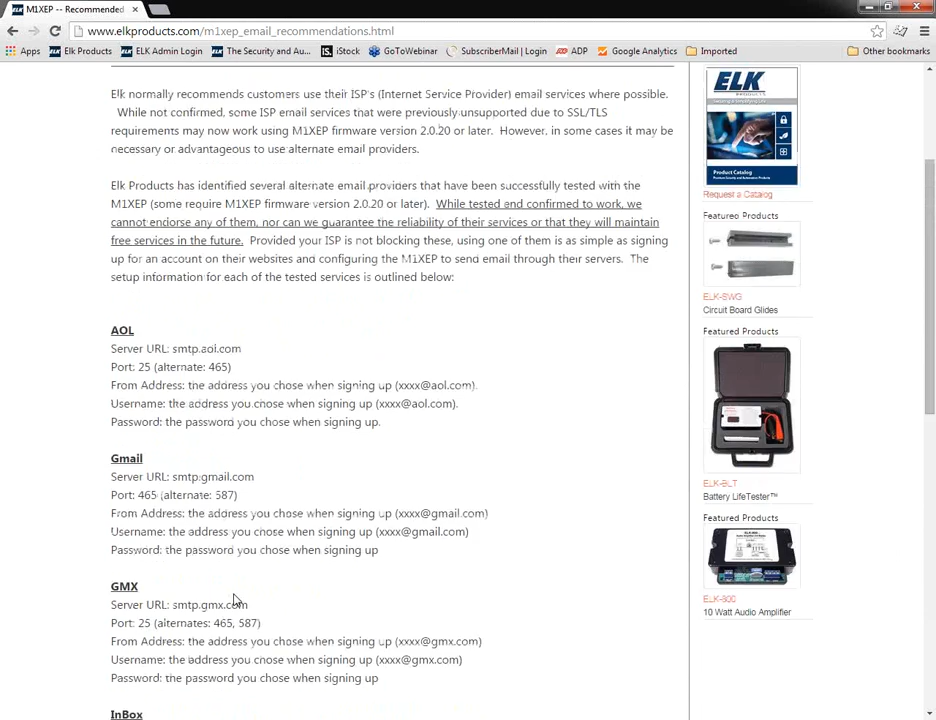 M1XEP -- Recommended
www.elkproducts.com/m1xep_email_recommendations.html
Apps
Elk Products
ELK Admin Login
The Security and Au...
iStock
GoToWebinar
SubscriberMail | Login
ADP
Google Analytics
Imported
Other bookmarks
Elk normally recommends customers use their ISP's (Internet Service Provider) email services where possible.
While not confirmed, some ISP email services that were previously unsupported due to SSL/TLS
requirements may now work using M1XEP firmware version 2.0.20 or later. However, in some cases it may be
necessary or advantageous to use alternate email providers.
Elk Products has identified several alternate email providers that have been successfully tested with the
M1XEP (some require M1XEP firmware version 2.0.20 or later). While tested and confirmed to work, we
cannot endorse any of them, nor can we guarantee the reliability of their services or that they will maintain
free services in the future. Provided your ISP is not blocking these, using one of them is as simple as signing
up for an account on their websites and configuring the M1XEP to send email through their servers. The
setup information for each of the tested services is outlined below:
AOL
Server URL: smtp.aol.com
Port: 25 (alternate: 465)
From Address: the address you chose when signing up (xxxx@aol.com).
Username: the address you chose when signing up (xxxx@aol.com).
Password: the password you chose when signing up.
Gmail
Server URL: smtp.gmail.com
Port: 465 (alternate: 587)
From Address: the address you chose when signing up (xxxx@gmail.com)
Username: the address you chose when signing up (xxxx@gmail.com)
Password: the password you chose when signing up
GMX
Server URL: smtp.gmx.com
Port: 25 (alternates: 465, 587)
From Address: the address you chose when signing up (xxxx@gmx.com)
Username: the address you chose when signing up (xxxx@gmx.com)
Password: the password you chose when signing up
InBox
ELK
PRODUCTS
Product Catalog
Request a Catalog
Featured Products
ELK-SWG
Circuit Board Glides
Featured Products
ELK-BLT
Battery LifeTester™
Featured Products
ELK-800
10 Watt Audio Amplifier